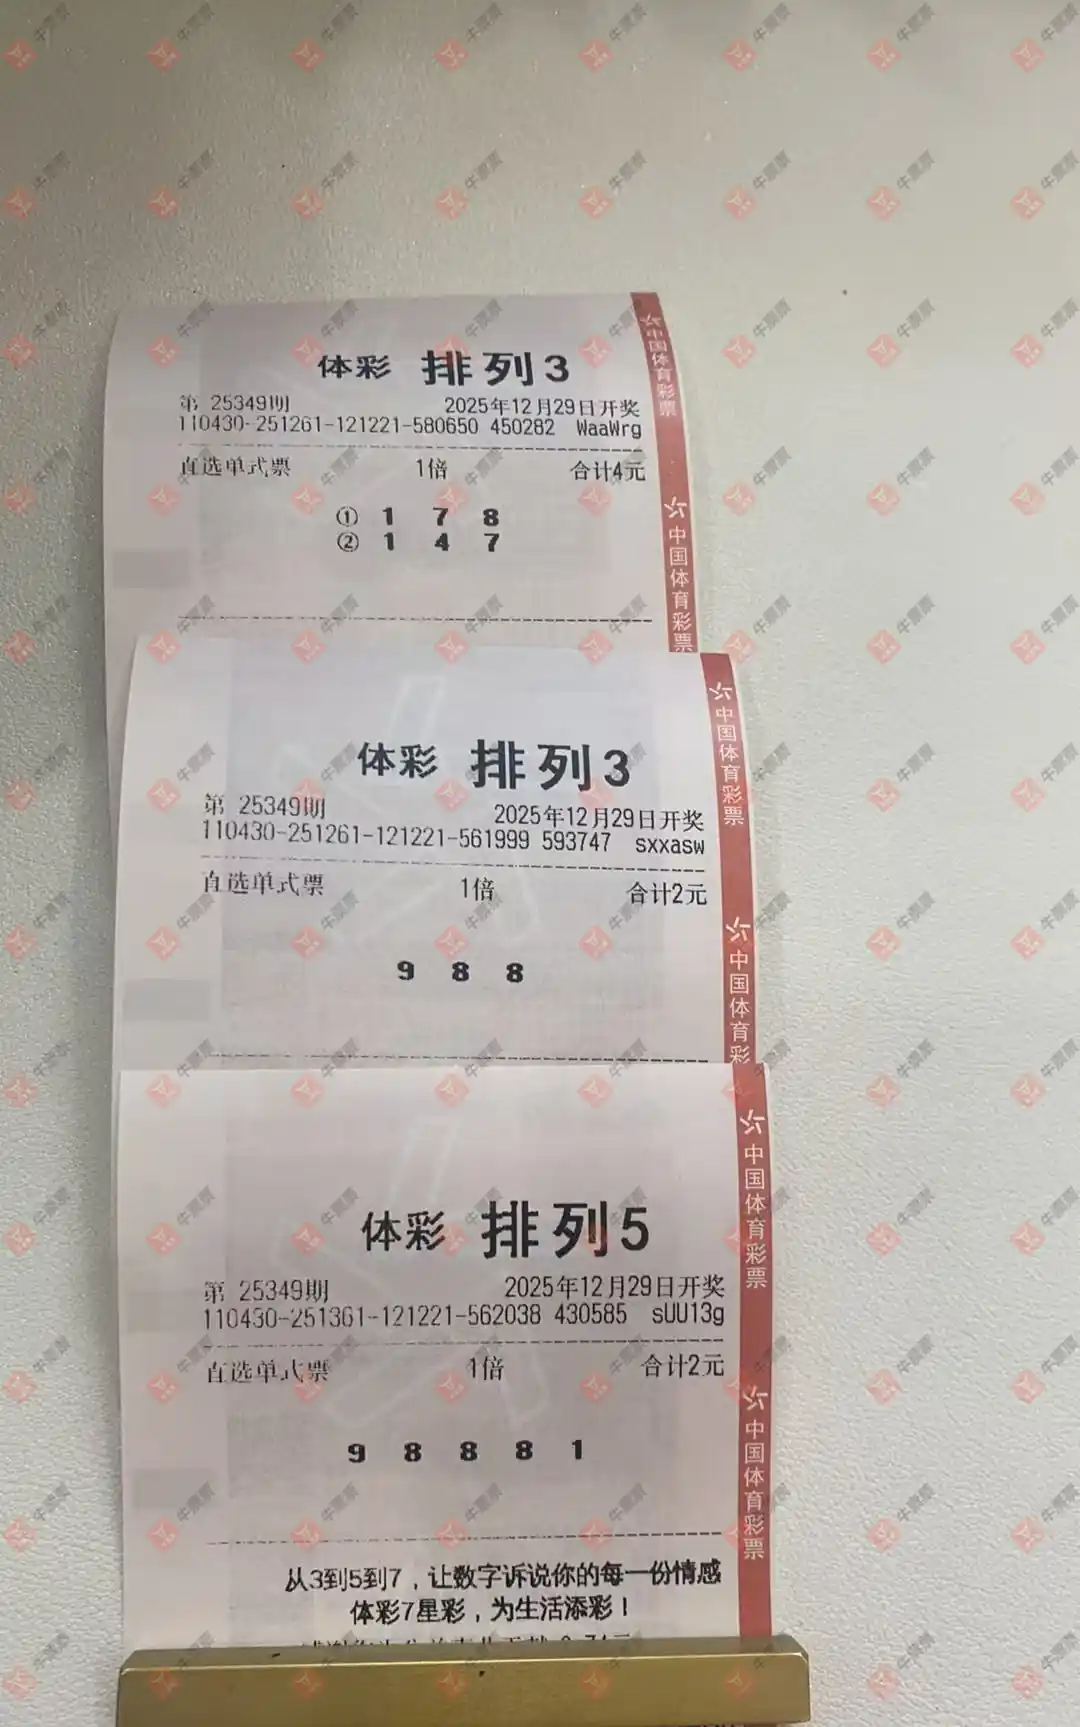 体彩 排列3
第 25349期 2025年12月29日开奖
110430-251261-121221-580650 450282 WaaWrg
直选单式票 1倍 合计4元
① 1 7 8
② 1 4 7
中国体育彩票
中国体育彩票
体彩 排列3
第 25349期 2025年12月29日开奖
110430-251261-121221-561999 593747 sxxasw
直选单式票 1倍 合计2元
9 8 8
中国体育彩票
中国体育彩
体彩 排列5
第 25349期 2025年12月29日开奖
110430-251361-121221-562038 430585 sUU13g
直选单式票 1倍 合计2元
9 8 8 8 1
中国体育彩票
中国体育彩票
从3到5到7，让数字诉说你的每一份情感
体彩7星彩，为生活添彩！
牛票票